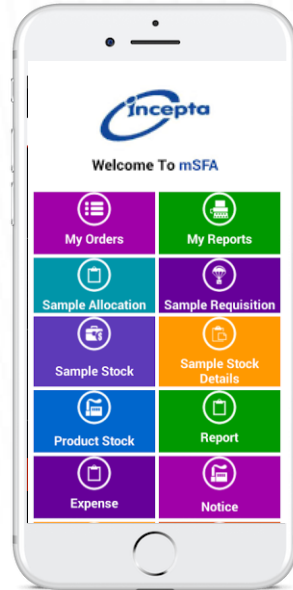 incepta
Welcome To mSFA
My Orders
My Reports
Sample Allocation
Sample Requisition
Sample Stock
Sample Stock
Details
Product Stock
Report
Expense
Notice